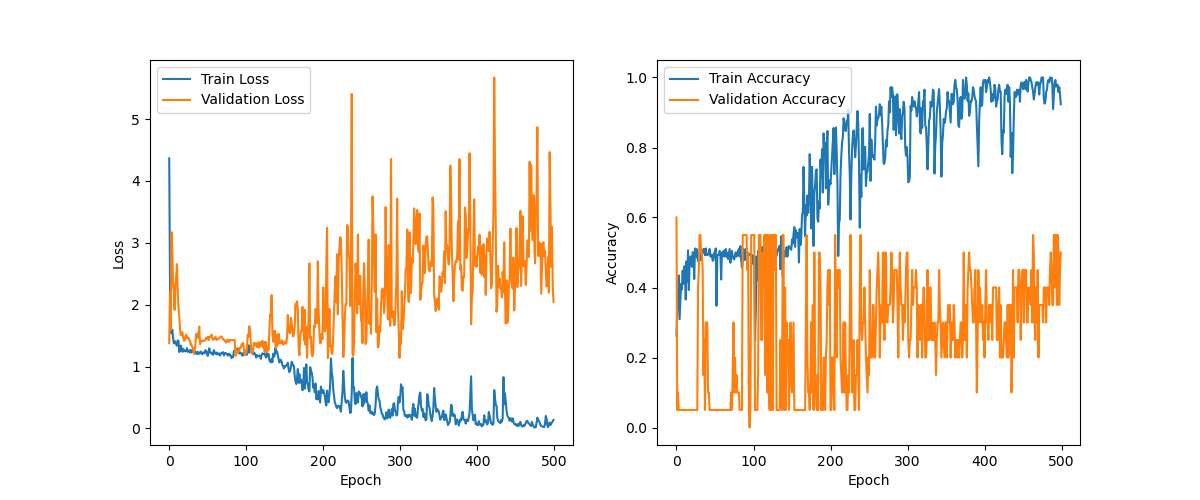 Train Loss
Validation Loss
Loss
5
4
3
2
1
0
0 100 200 300 400 500
Epoch
Train Accuracy
Validation Accuracy
Accuracy
1.0
0.8
0.6
0.4
0.2
0.0
0 100 200 300 400 500
Epoch